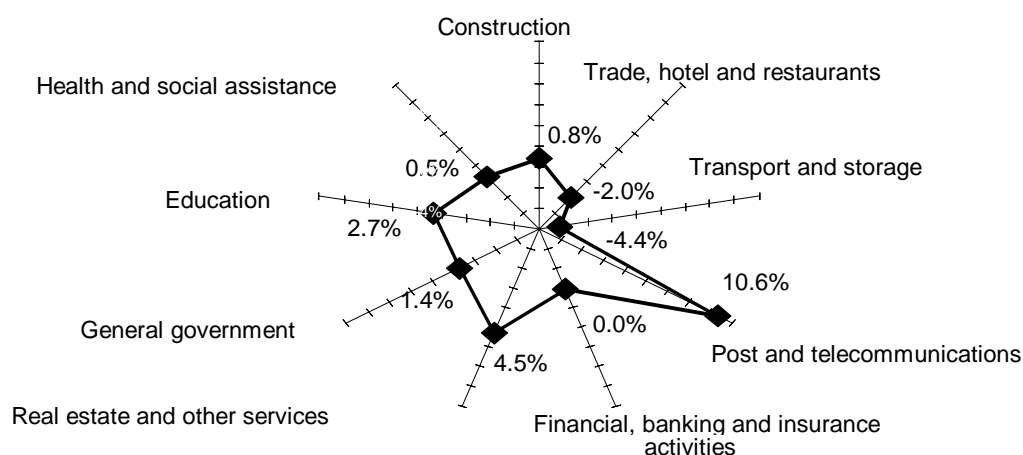 Construction
Trade, hotel and restaurants
Health and social assistance
0.8%
Transport and storage
0.5%
-2.0%
Education
4%
2.7%
-4.4%
10.6%
1.4%
General government
0.0%
Post and telecommunications
4.5%
Real estate and other services
Financial, banking and insurance
activities